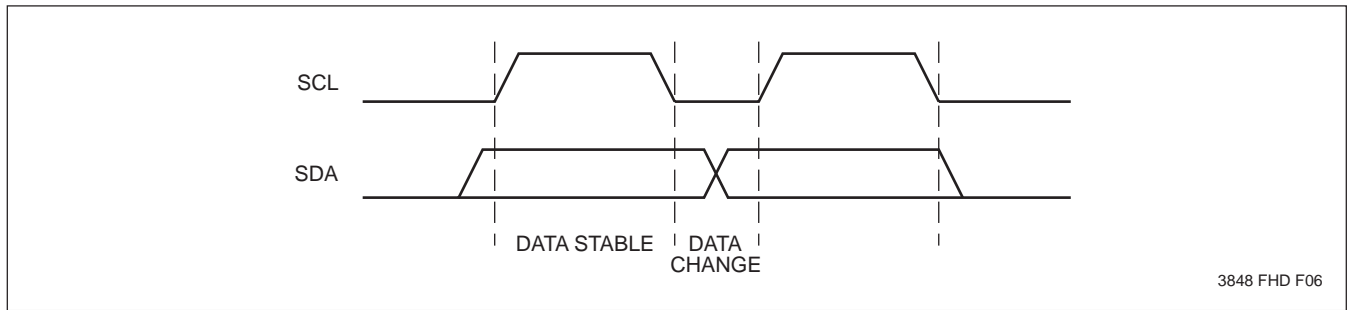 SCL
SDA
DATA STABLE
DATA
CHANGE
3848 FHD F06